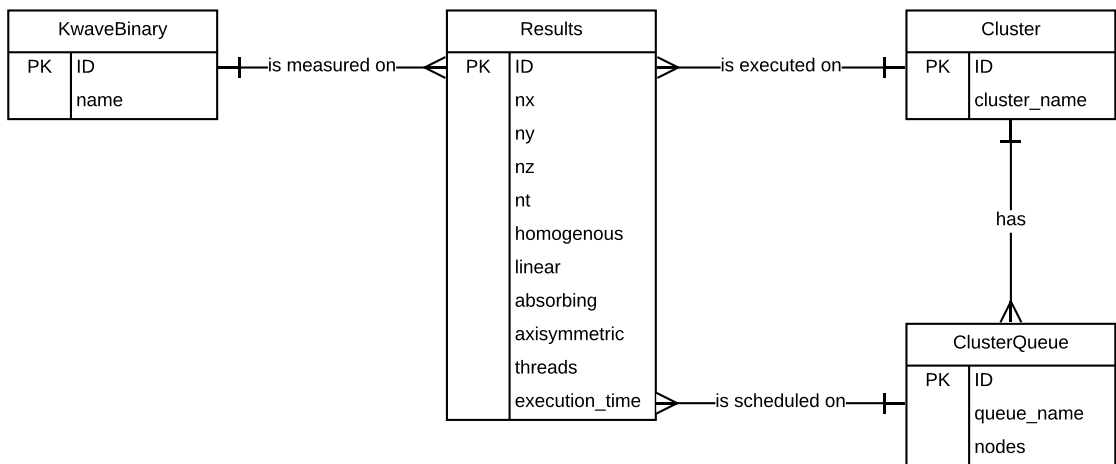 KwaveBinary
PK ID
name
is measured on
Results
PK ID
nx
ny
nz
nt
homogenous
linear
absorbing
axisymmetric
threads
execution_time
is executed on
Cluster
PK ID
cluster_name
has
is scheduled on
ClusterQueue
PK ID
queue_name
nodes